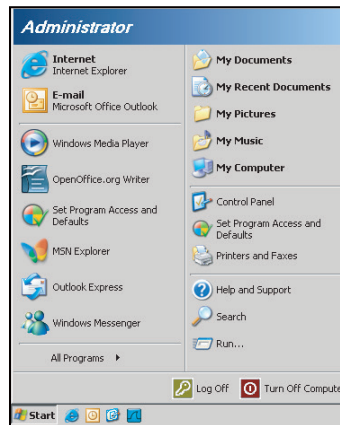 Administrator
Internet
Internet Explorer
E-mail
Microsoft Office Outlook
Windows Media Player
OpenOffice.org Writer
Set Program Access and
Defaults
MSN Explorer
Outlook Express
Windows Messenger
All Programs
My Documents
My Recent Documents
My Pictures
My Music
My Computer
Control Panel
Set Program Access and
Defaults
Printers and Faxes
Help and Support
Search
Run...
Log Off
Turn Off Compute
Start